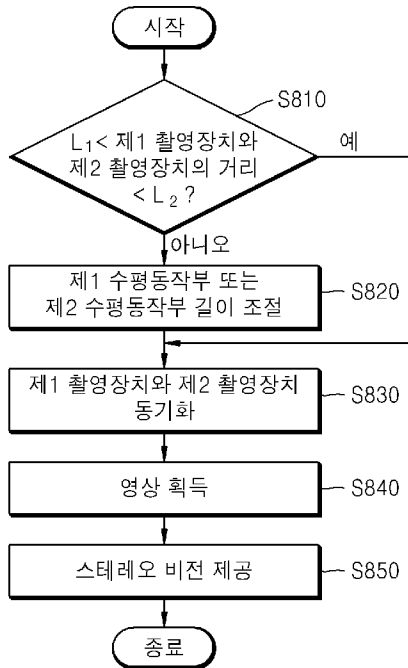 시작
S810
L₁< 제1 촬영장치와
제2 촬영장치의 거리
< L₂ ?
예
아니오
제1 수평동작부 또는
제2 수평동작부 길이 조절
S820
제1 촬영장치와 제2 촬영장치
동기화
S830
영상 획득
S840
스테레오 비전 제공
S850
종료